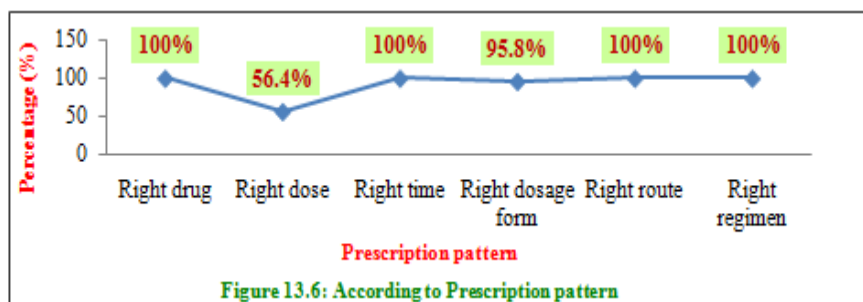 150
100
50
0
Percentage (%)
100%
56.4%
100%
95.8%
100%
100%
Right drug
Right dose
Right time
Right dosage
form
Right route
Right
regimen
Prescription pattern
Figure 13.6: According to Prescription pattern